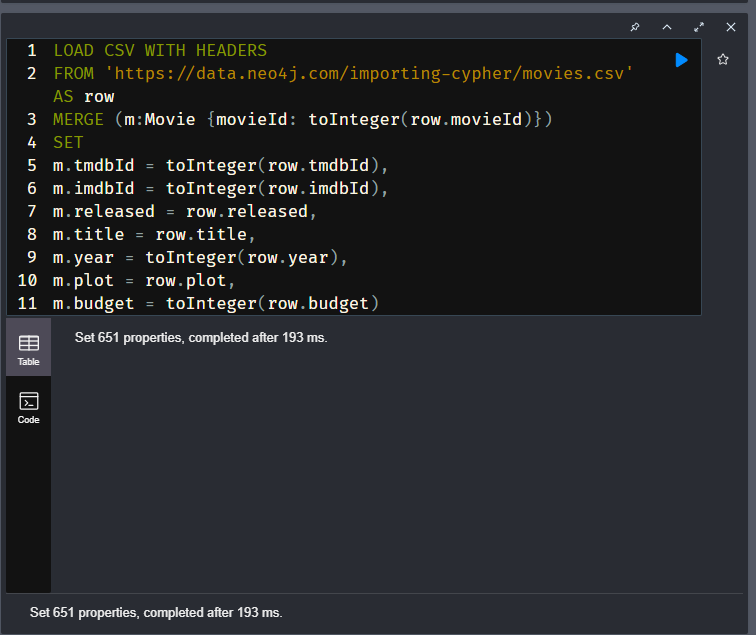 1 LOAD CSV WITH HEADERS
2 FROM 'https://data.neo4j.com/importing-cypher/movies.csv'
AS row
3 MERGE (m:Movie {movieId: toInteger(row.movieId)})
4 SET
5 m.tmdbId = toInteger(row.tmdbId),
6 m.imdbId = toInteger(row.imdbId),
7 m.released = row.released,
8 m.title = row.title,
9 m.year = toInteger(row.year),
10 m.plot = row.plot,
11 m.budget = toInteger(row.budget)
Table
Set 651 properties, completed after 193 ms.
Code
Set 651 properties, completed after 193 ms.